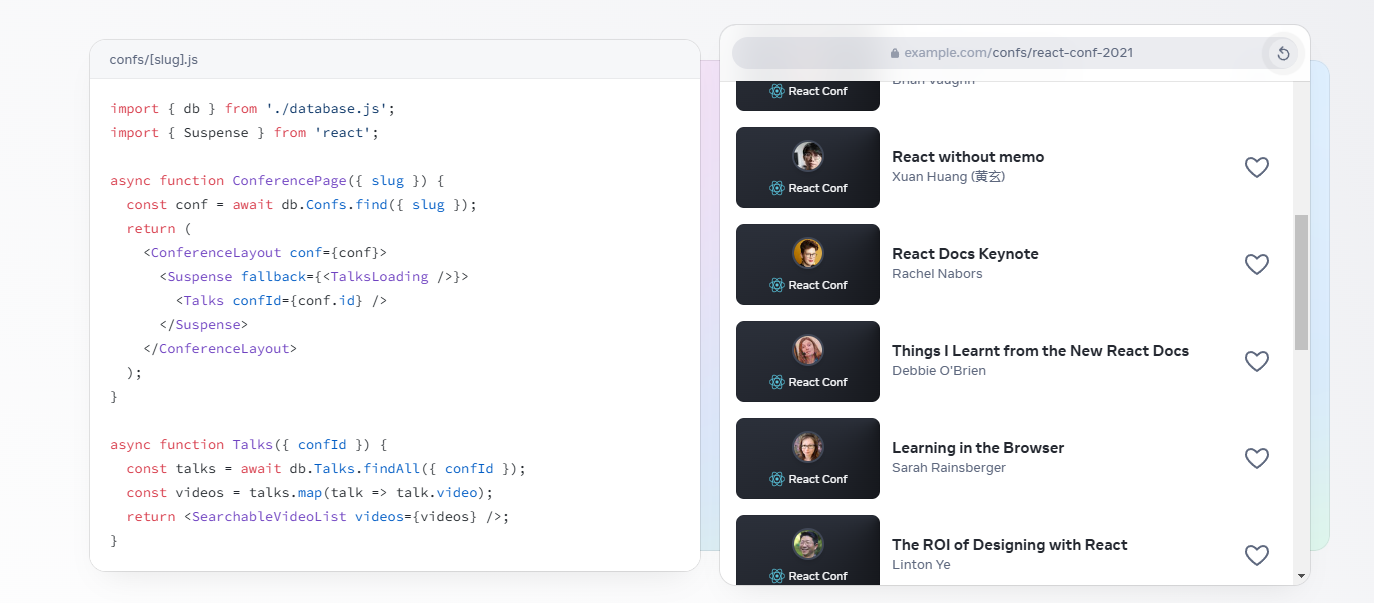 confs/[slug].js
import { db } from './database.js';
import { Suspense } from 'react';
async function ConferencePage({ slug }) {
const conf = await db.Confs.find({ slug });
return (
<ConferenceLayout conf={conf}>
<Suspense fallback={<TalksLoading />}>
<Talks confId={conf.id} />
</Suspense>
</ConferenceLayout>
);
}
async function Talks({ confId }) {
const talks = await db.Talks.findAll({ confId });
const videos = talks.map(talk => talk.video);
return <SearchableVideoList videos={videos} />;
}
example.com/confs/react-conf-2021
Brian Vaughn
React Conf
React without memo
Xuan Huang (黄玄)
React Conf
React Docs Keynote
Rachel Nabors
React Conf
Things I Learnt from the New React Docs
Debbie O'Brien
React Conf
Learning in the Browser
Sarah Rainsberger
React Conf
The ROI of Designing with React
Linton Ye
React Conf